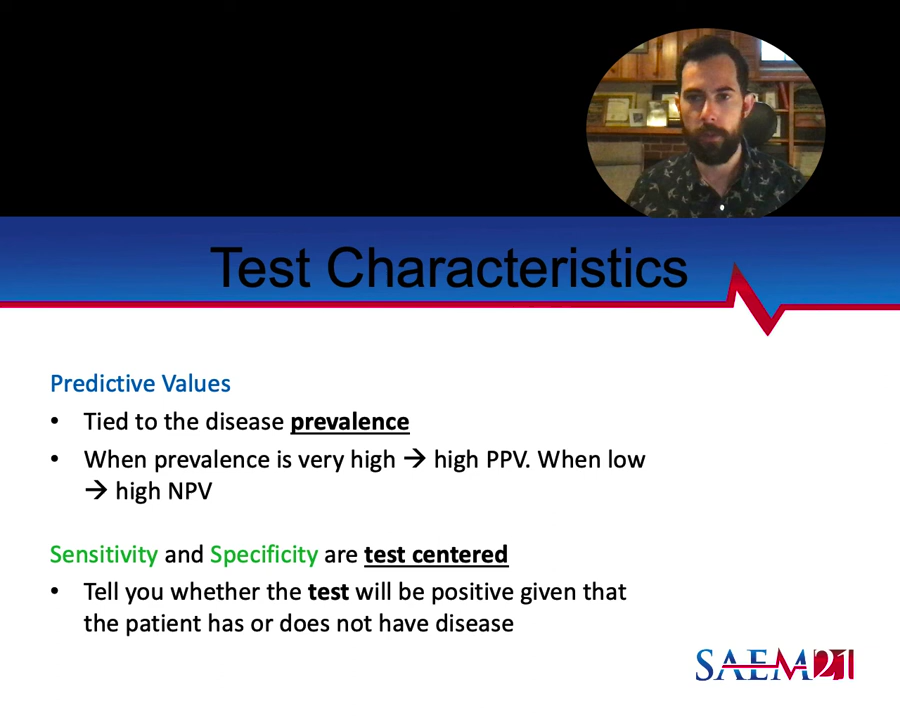 Test Characteristics
Predictive Values
• Tied to the disease prevalence
• When prevalence is very high → high PPV. When low
→ high NPV
Sensitivity and Specificity are test centered
• Tell you whether the test will be positive given that
the patient has or does not have disease
SAEM21